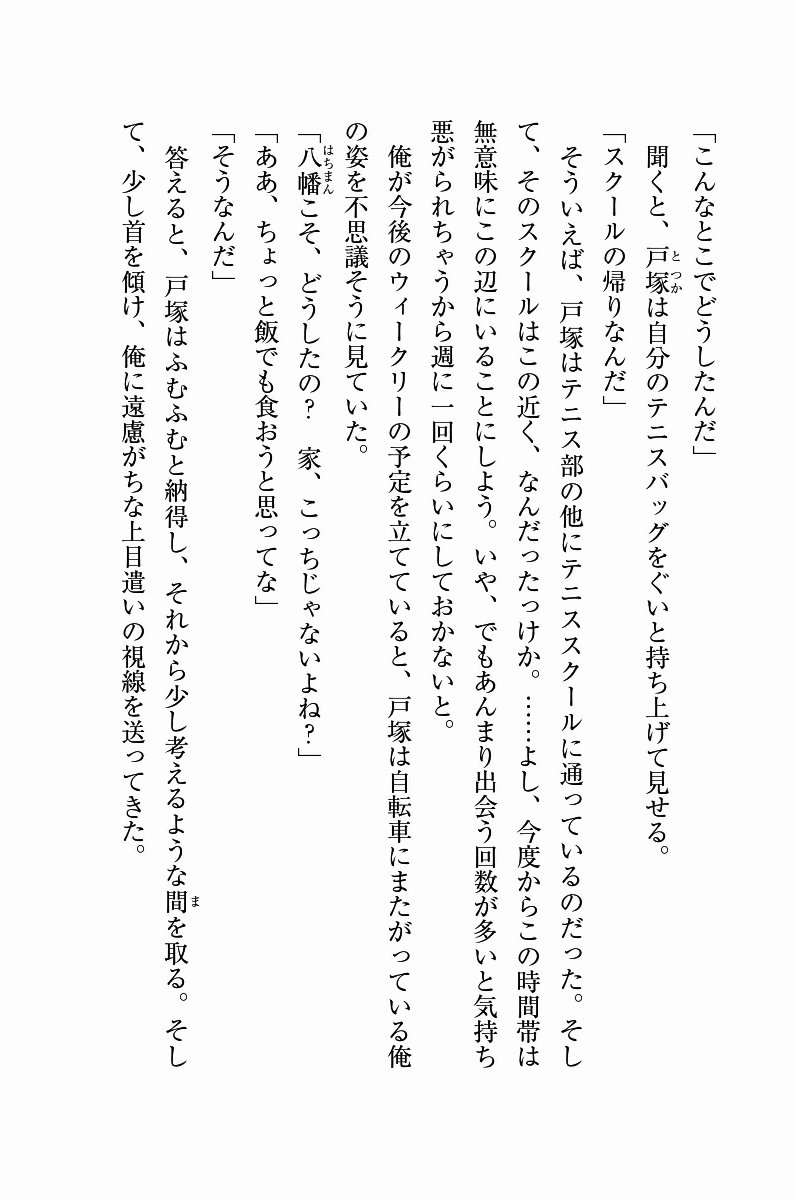 「こんなとこでどうしたんだ」
　聞くと、戸塚は自分のテニスバッグをぐいと持ち上げて見せる。
「スクールの帰りなんだ」
　そういえば、戸塚はテニス部の他にテニススクールに通っているのだった。そし
て、そのスクールはこの近く、なんだったっけか。……よし、今度からこの時間帯は
無意味にこの辺にいることにしよう。いや、でもあんまり出会う回数が多いと気持ち
悪がられちゃうから週に一回くらいにしておかないと。
　俺が今後のウィークリーの予定を立てていると、戸塚は自転車にまたがっている俺
の姿を不思議そうに見ていた。
「八幡こそ、どうしたの？　家、こっちじゃないよね？」
「ああ、ちょっと飯でも食おうと思ってな」
「そうなんだ」
　答えると、戸塚はふむふむと納得し、それから少し考えるような間を取る。そし
て、少し首を傾け、俺に遠慮がちな上目遣いの視線を送ってきた。